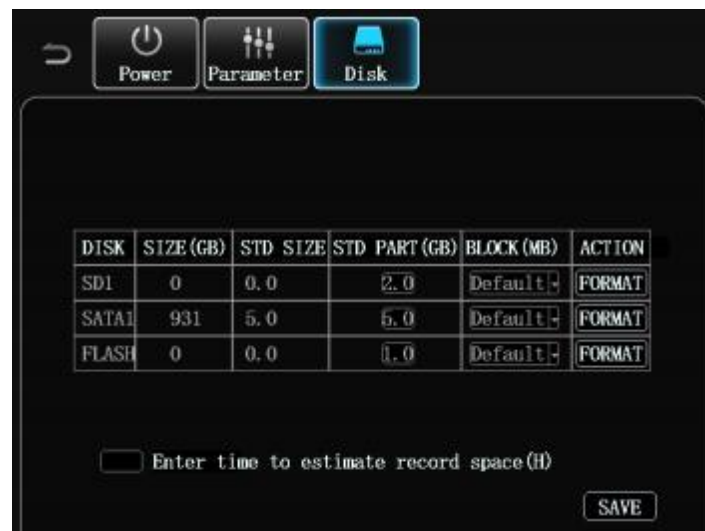 Power Parameter Disk
DISK SIZE(GB) STD SIZE STD PART(GB) BLOCK(MB) ACTION
SD1 0 0.0 2.0 Default FORMAT
SATA1 931 5.0 5.0 Default FORMAT
FLASH 0 0.0 1.0 Default FORMAT
Enter time to estimate record space(H)
SAVE